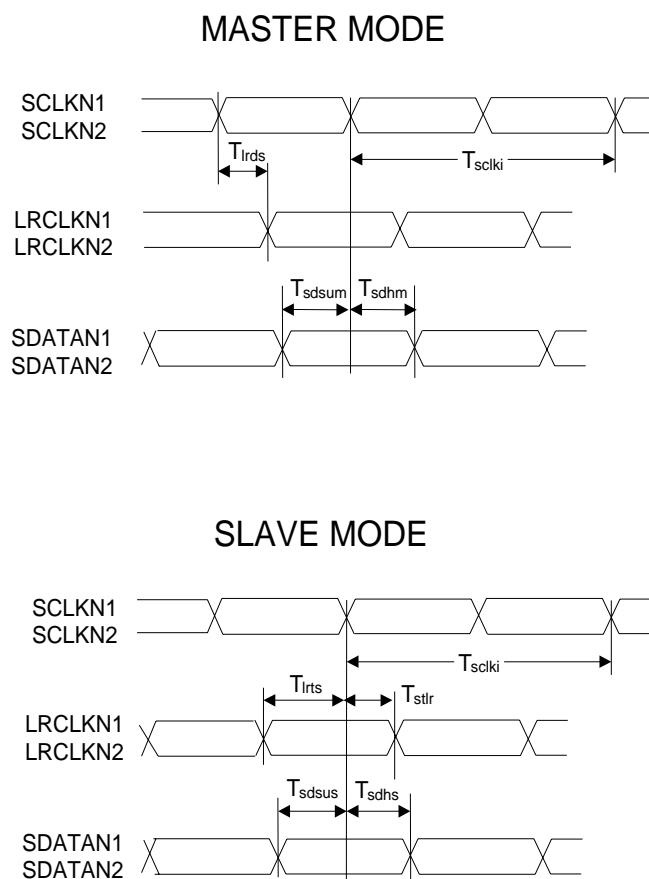 MASTER MODE
SCLKN1
SCLKN2
Tlrds
Tsclki
LRCLKN1
LRCLKN2
Tsdsum
Tsdhm
SDATAN1
SDATAN2
SLAVE MODE
SCLKN1
SCLKN2
Tsclki
Tlrts
Tstlr
LRCLKN1
LRCLKN2
Tsdsus
Tsdhs
SDATAN1
SDATAN2